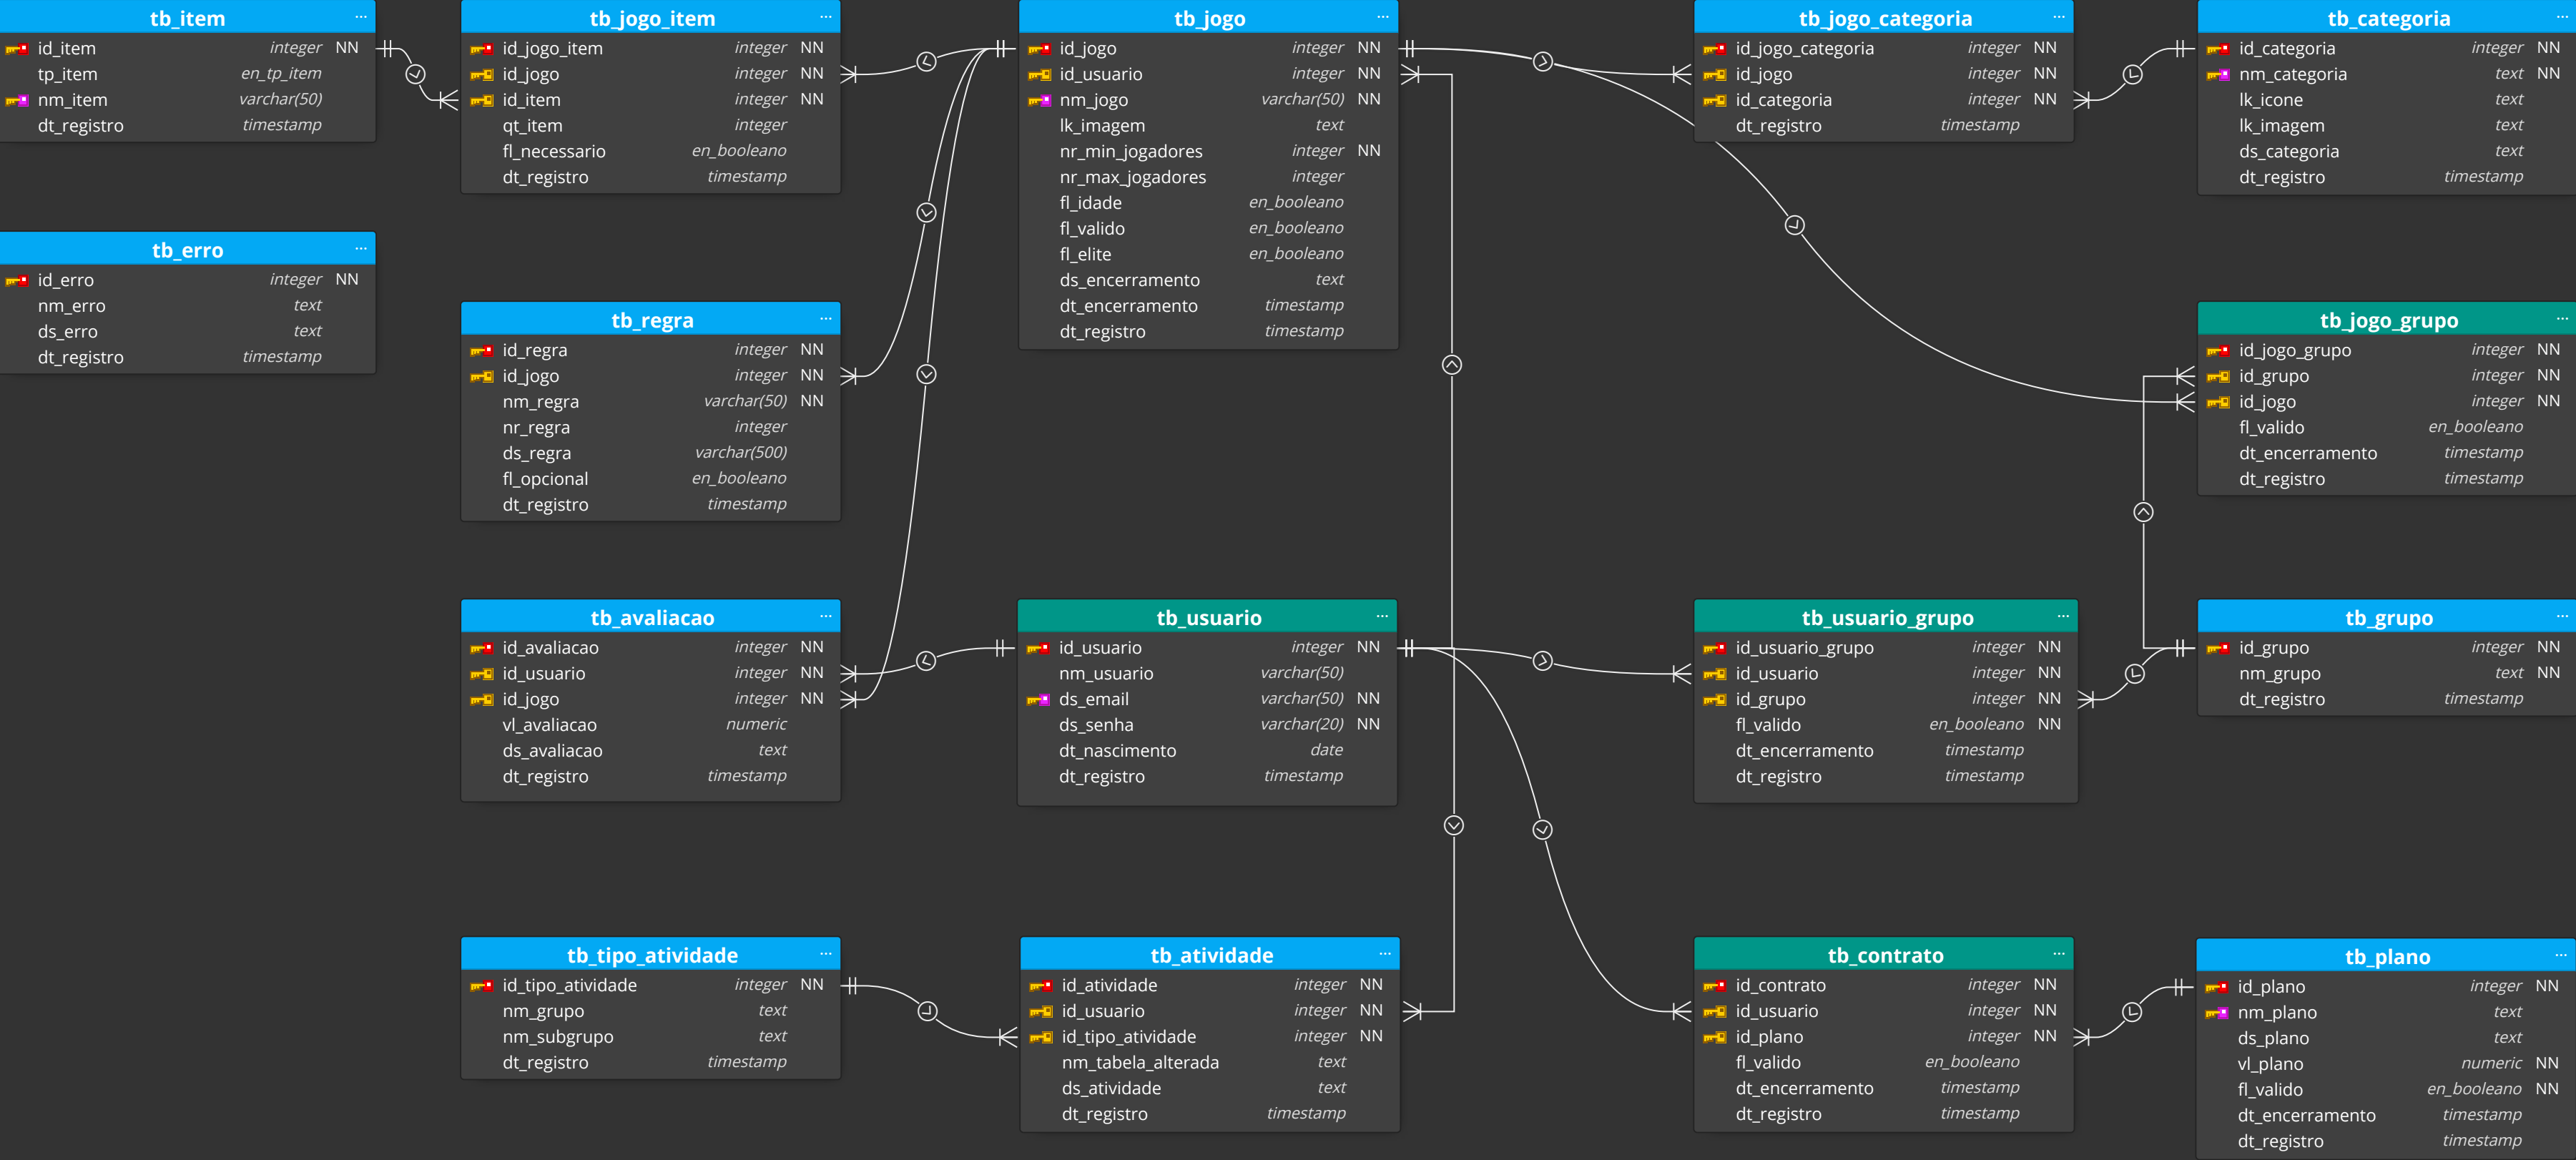 tb_item ...
id_item integer NN
tp_item en_tp_item
nm_item varchar(50)
dt_registro timestamp
tb_jogo_item ...
id_jogo_item integer NN
id_jogo integer NN
id_item integer NN
qt_item integer
fl_necessario en_booleano
dt_registro timestamp
tb_jogo ...
id_jogo integer NN
id_usuario integer NN
nm_jogo varchar(50) NN
lk_imagem text
nr_min_jogadores integer NN
nr_max_jogadores integer
fl_idade en_booleano
fl_valido en_booleano
fl_elite en_booleano
ds_encerramento text
dt_encerramento timestamp
dt_registro timestamp
tb_jogo_categoria ...
id_jogo_categoria integer NN
id_jogo integer NN
id_categoria integer NN
dt_registro timestamp
tb_categoria ...
id_categoria integer NN
nm_categoria text NN
lk_icone text
lk_imagem text
ds_categoria text
dt_registro timestamp
tb_erro ...
id_erro integer NN
nm_erro text
ds_erro text
dt_registro timestamp
tb_regra ...
id_regra integer NN
id_jogo integer NN
nm_regra varchar(50) NN
nr_regra integer
ds_regra varchar(500)
fl_opcional en_booleano
dt_registro timestamp
tb_jogo_grupo ...
id_jogo_grupo integer NN
id_grupo integer NN
id_jogo integer NN
fl_valido en_booleano
dt_encerramento timestamp
dt_registro timestamp
tb_avaliacao ...
id_avaliacao integer NN
id_usuario integer NN
id_jogo integer NN
vl_avaliacao numeric
ds_avaliacao text
dt_registro timestamp
tb_usuario ...
id_usuario integer NN
nm_usuario varchar(50)
ds_email varchar(50) NN
ds_senha varchar(20) NN
dt_nascimento date
dt_registro timestamp
tb_usuario_grupo ...
id_usuario_grupo integer NN
id_usuario integer NN
id_grupo integer NN
fl_valido en_booleano NN
dt_encerramento timestamp
dt_registro timestamp
tb_grupo ...
id_grupo integer NN
nm_grupo text NN
dt_registro timestamp
tb_tipo_atividade ...
id_tipo_atividade integer NN
nm_grupo text
nm_subgrupo text
dt_registro timestamp
tb_atividade ...
id_atividade integer NN
id_usuario integer NN
id_tipo_atividade integer NN
nm_tabela_alterada text
ds_atividade text
dt_registro timestamp
tb_contrato ...
id_contrato integer NN
id_usuario integer NN
id_plano integer NN
fl_valido en_booleano
dt_encerramento timestamp
dt_registro timestamp
tb_plano ...
id_plano integer NN
nm_plano text
ds_plano text
vl_plano numeric NN
fl_valido en_booleano NN
dt_encerramento timestamp
dt_registro timestamp